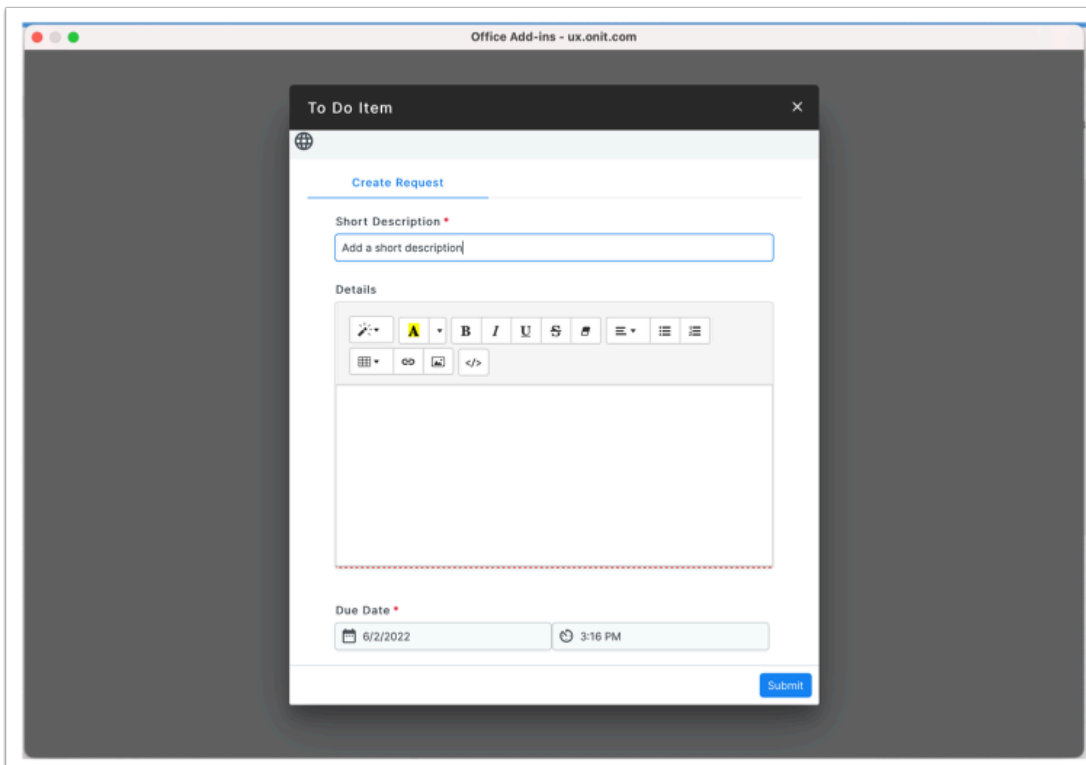 Office Add-ins - ux.onit.com
To Do Item
Create Request
Short Description *
Add a short description
Details
A B I U S
</>
Due Date *
6/2/2022 3:16 PM
Submit